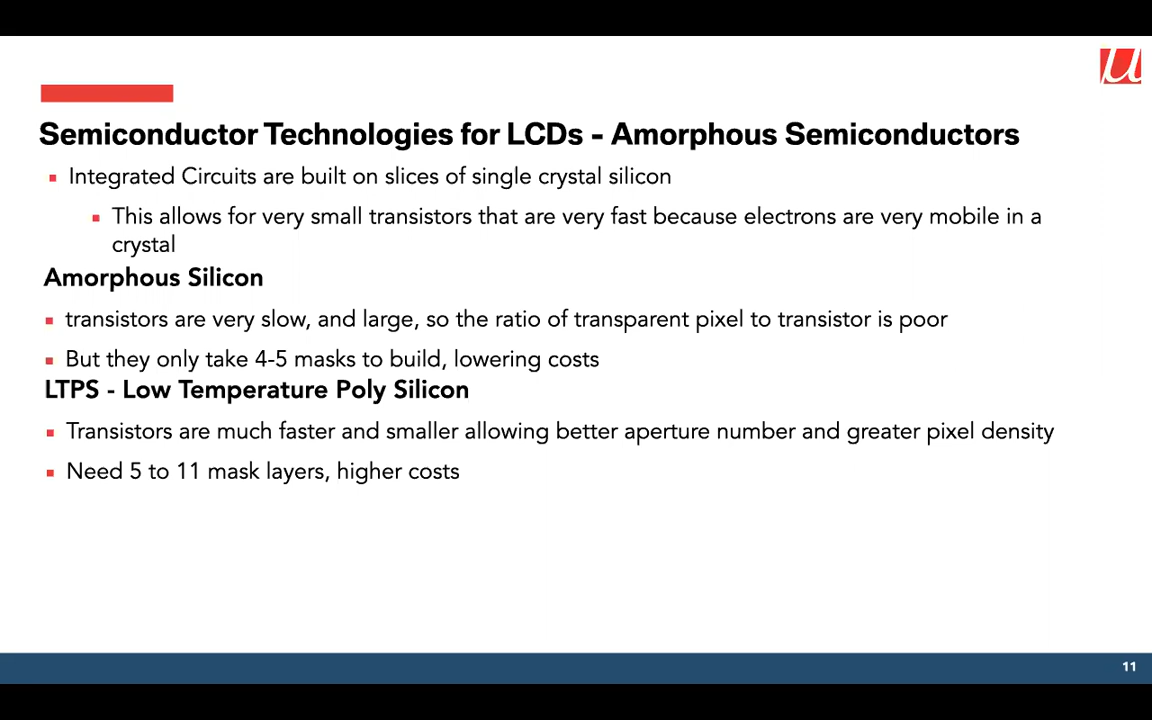 Semiconductor Technologies for LCDs - Amorphous Semiconductors
Integrated Circuits are built on slices of single crystal silicon
This allows for very small transistors that are very fast because electrons are very mobile in a
crystal
Amorphous Silicon
transistors are very slow, and large, so the ratio of transparent pixel to transistor is poor
But they only take 4-5 masks to build, lowering costs
LTPS - Low Temperature Poly Silicon
Transistors are much faster and smaller allowing better aperture number and greater pixel density
Need 5 to 11 mask layers, higher costs
11